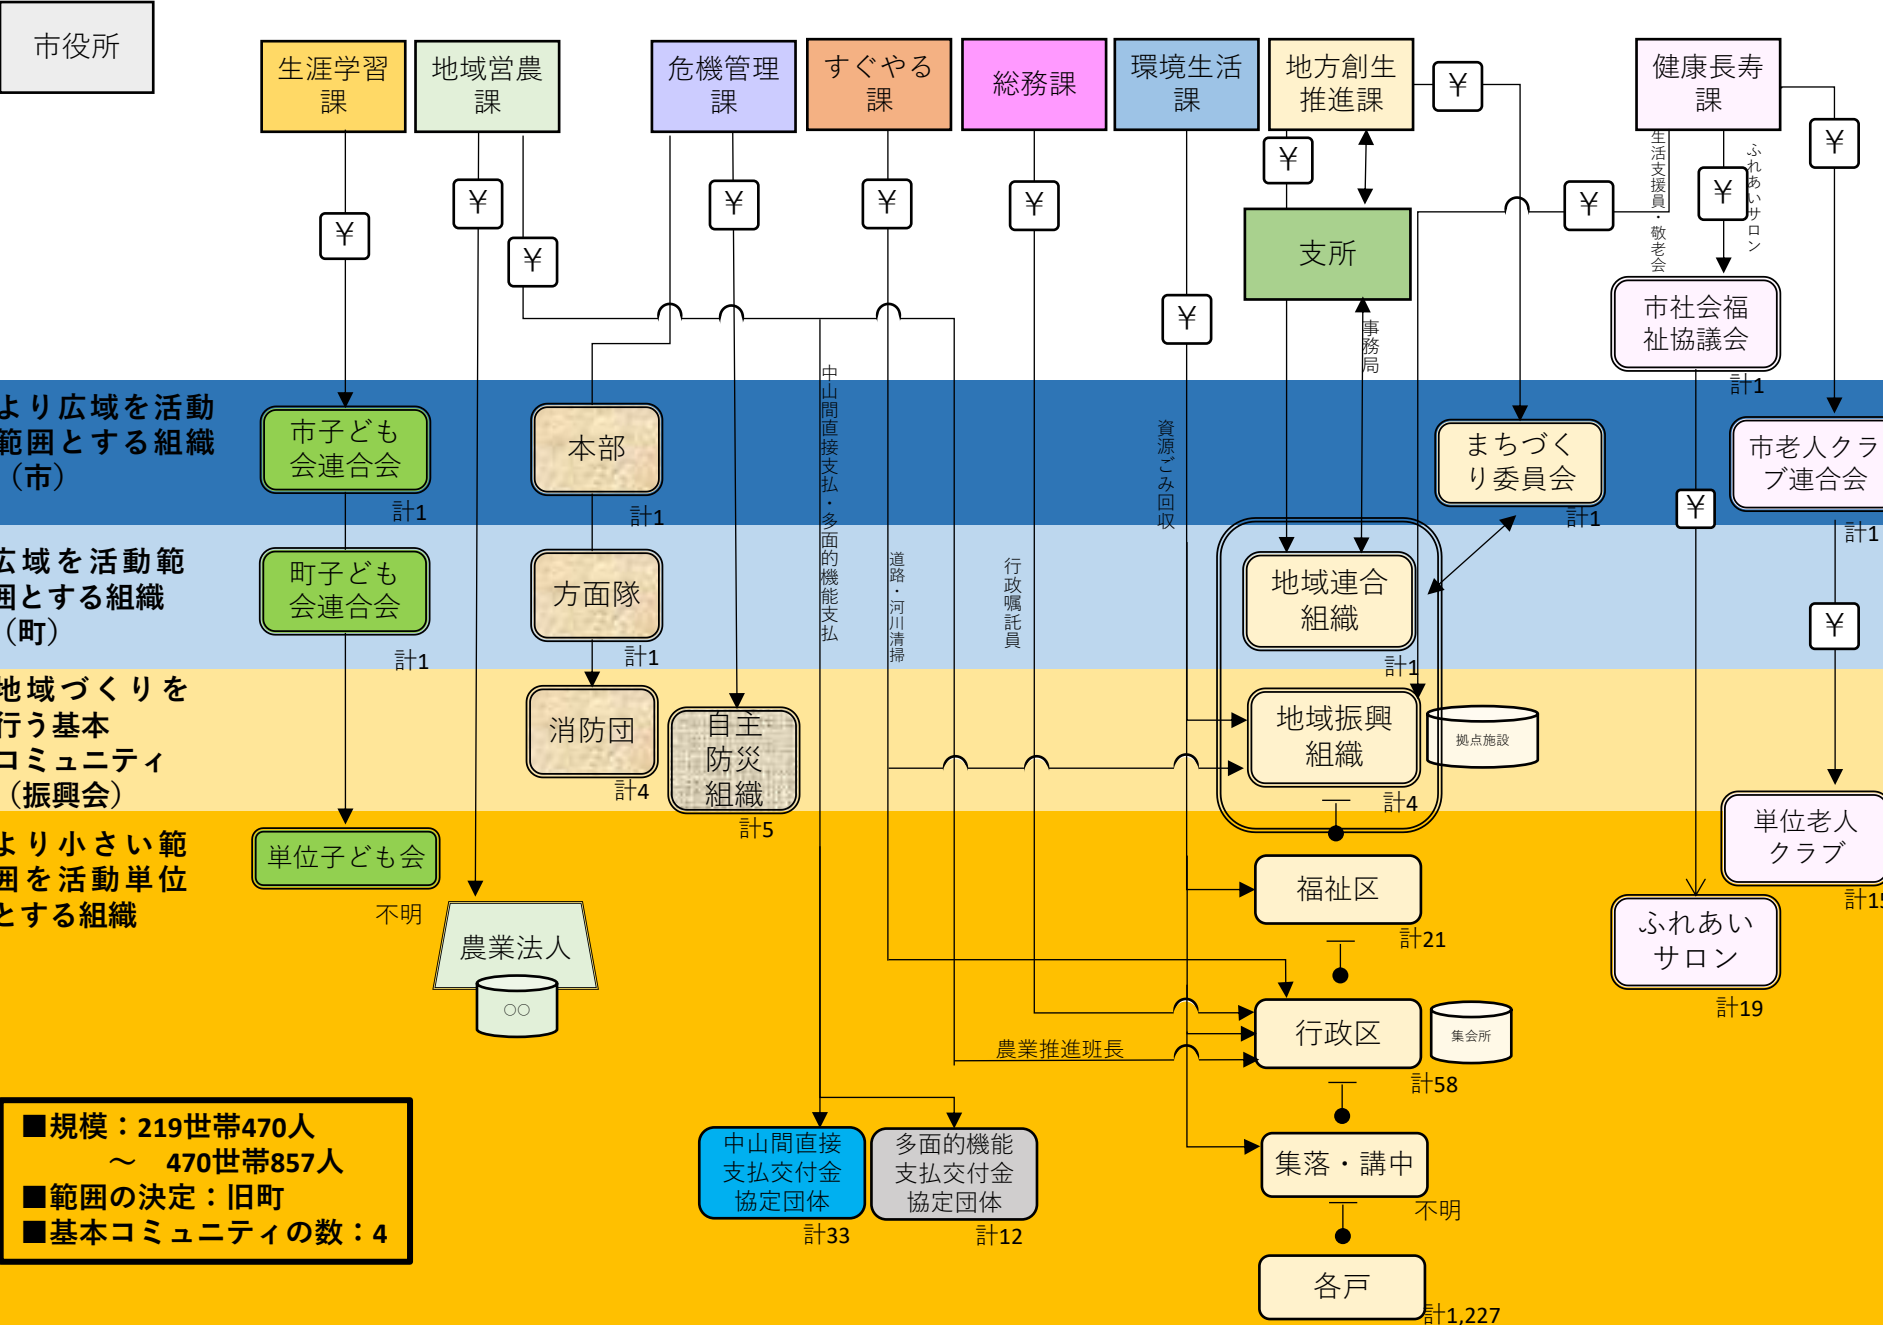 市役所
生涯学習
課
地域営農
課
危機管理
課
すぐやる
課
総務課
環境生活
課
地方創生
推進課
健康長寿
課
¥
¥
¥
¥
¥
¥
¥
¥
¥
¥
¥
¥
生活支援員・敬老会
ふれあいサロン
支所
事務局
市社会福
祉協議会
計1
より広域を活動
範囲とする組織
（市）
市子ども
会連合会
計1
本部
計1
中山間直接支払・多面的機能支払
資源ごみ回収
まちづく
り委員会
計1
¥
市老人クラ
ブ連合会
計1
広域を活動範
囲とする組織
（町）
町子ども
会連合会
計1
方面隊
計1
道路・河川清掃
行政嘱託員
地域連合
組織
計1
¥
地域づくりを
行う基本
コミュニティ
（振興会）
消防団
計4
自主
防災
組織
計5
地域振興
組織
計4
拠点施設
より小さい範
囲を活動単位
とする組織
単位子ども会
不明
農業法人
○○
福祉区
計21
単位老人
クラブ
計15
ふれあい
サロン
計19
行政区
計58
集会所
農業推進班長
■規模：219世帯470人
～ 470世帯857人
■範囲の決定：旧町
■基本コミュニティの数：4
中山間直接
支払交付金
協定団体
計33
多面的機能
支払交付金
協定団体
計12
集落・講中
不明
各戸
計1,227